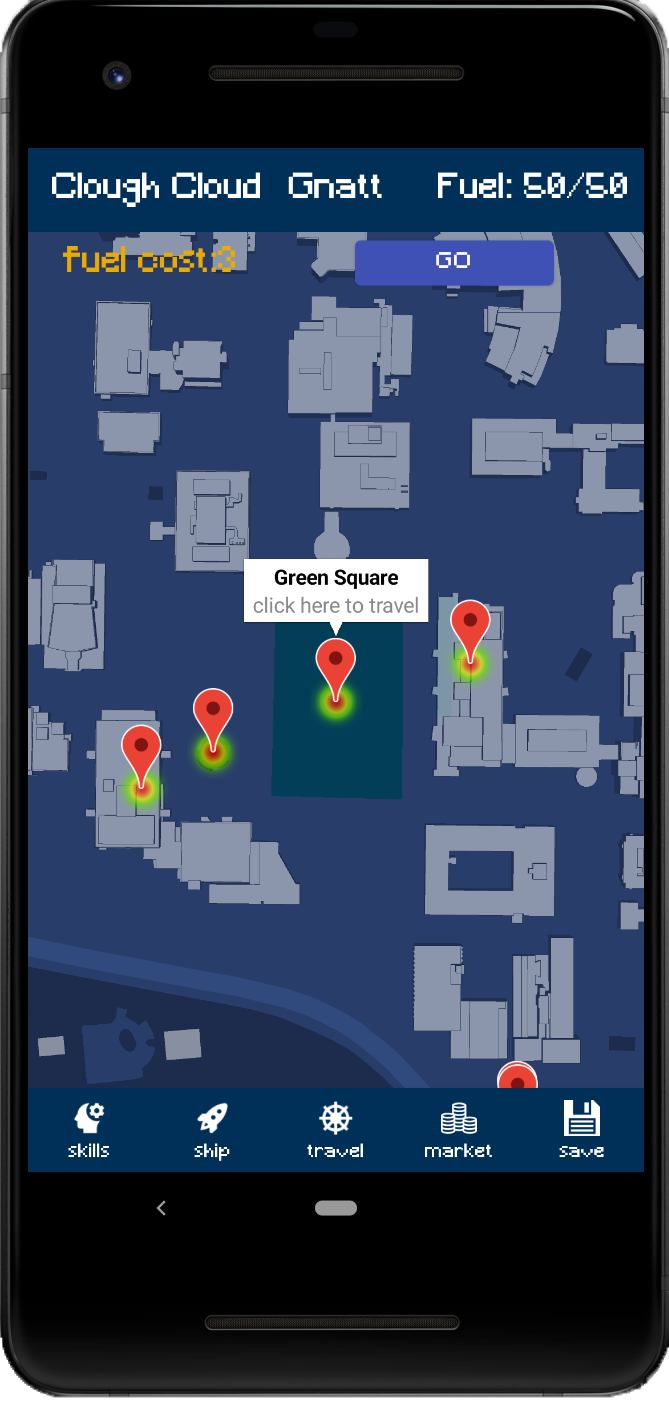 Clough Cloud Gnatt Fuel: 50/50
fuel cost:3 GO
Green Square
click here to travel
skills ship travel market save